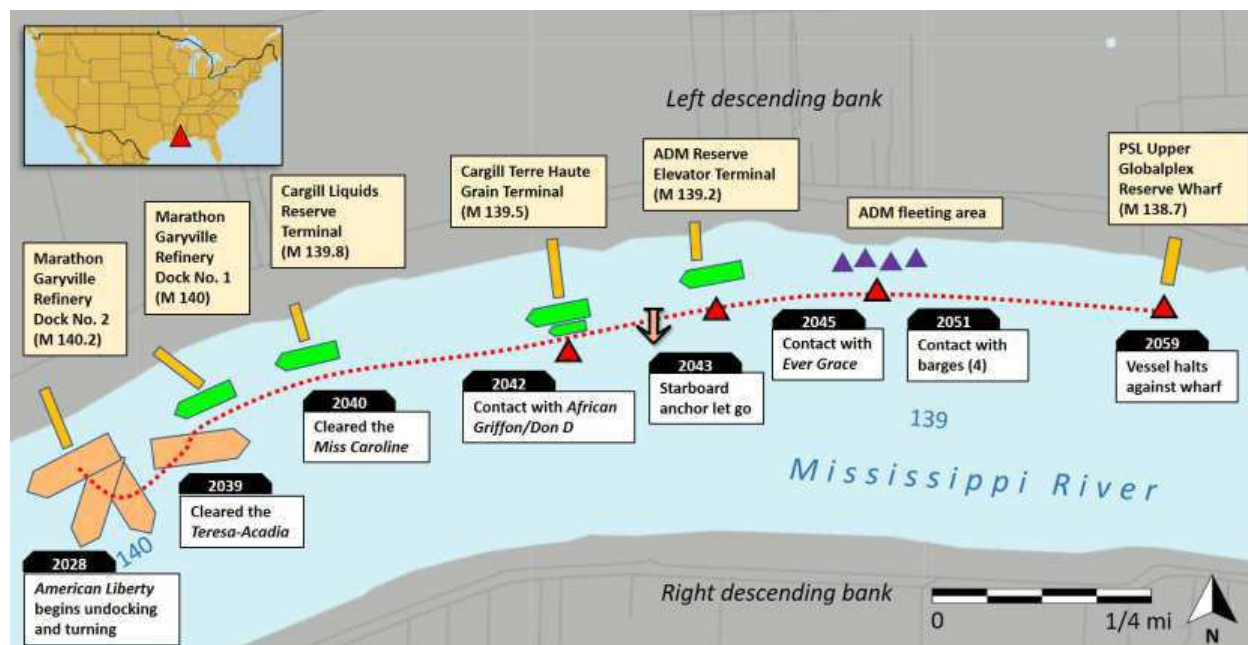 Left descending bank
Marathon
Garyville
Refinery
Dock No. 2
(M 140.2)
Marathon
Garyville
Refinery
Dock No. 1
(M 140)
Cargill Liquids
Reserve
Terminal
(M 139.8)
Cargill Terre Haute
Grain Terminal
(M 139.5)
ADM Reserve
Elevator Terminal
(M 139.2)
ADM fleeting area
PSL Upper
Globalplex
Reserve Wharf
(M 138.7)
2028
American Liberty
begins undocking
and turning
140
2039
Cleared the
Teresa-Acadia
2040
Cleared the
Miss Caroline
2042
Contact with African
Griffon/Don D
2043
Starboard
anchor let go
2045
Contact with
Ever Grace
2051
Contact with
barges (4)
2059
Vessel halts
against wharf
139
Mississippi River
Right descending bank
0 1/4 mi
N